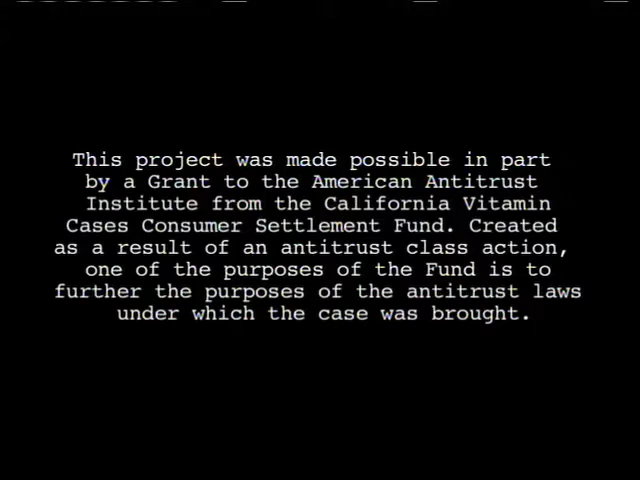 This project was made possible in part
by a Grant to the American Antitrust
Institute from the California Vitamin
Cases Consumer Settlement Fund. Created
as a result of an antitrust class action,
one of the purposes of the Fund is to
further the purposes of the antitrust laws
under which the case was brought.